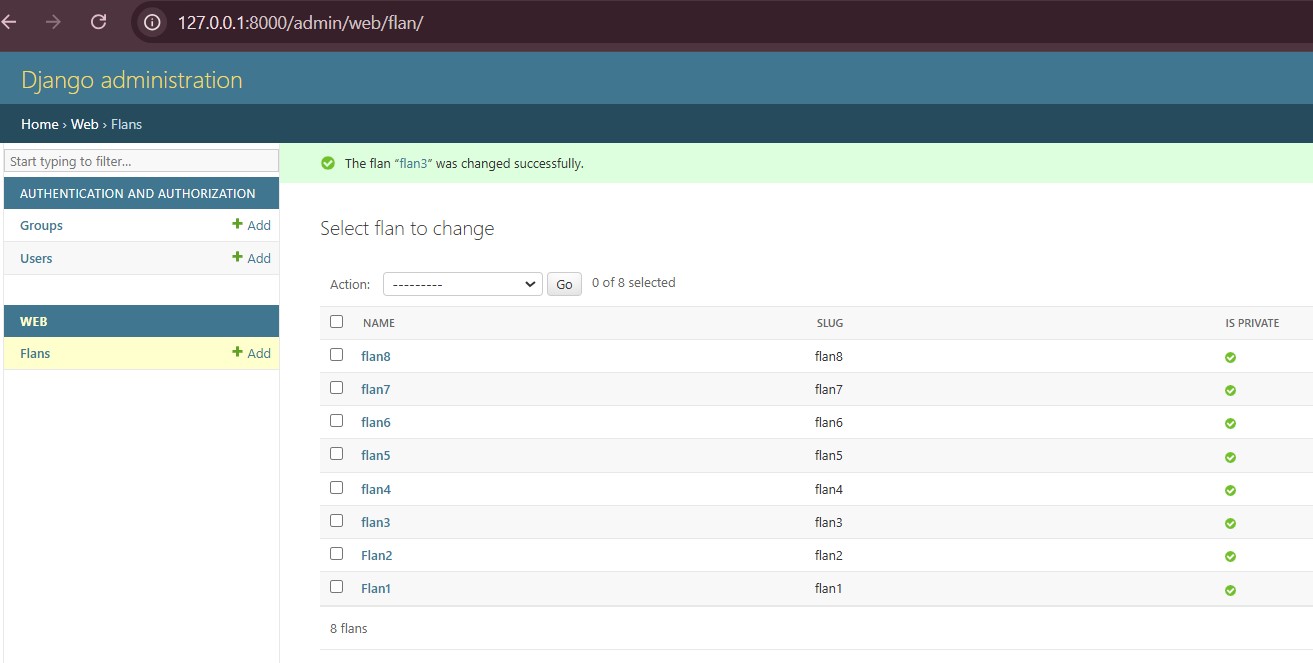 127.0.0.1:8000/admin/web/flan/
Django administration
Home › Web › Flans
Start typing to filter...
AUTHENTICATION AND AUTHORIZATION
Groups + Add
Users + Add
WEB
Flans + Add
The flan “flan3” was changed successfully.
Select flan to change
Action: --------- Go 0 of 8 selected
NAME SLUG IS PRIVATE
flan8 flan8
flan7 flan7
flan6 flan6
flan5 flan5
flan4 flan4
flan3 flan3
Flan2 flan2
Flan1 flan1
8 flans